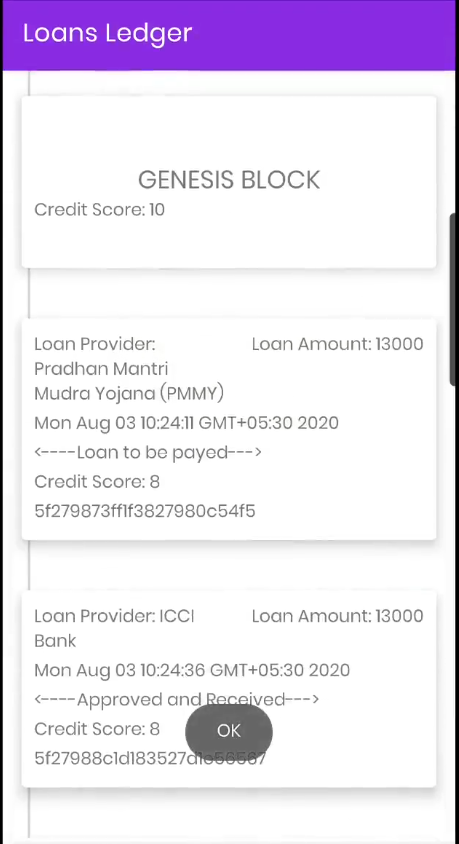 Loans Ledger
GENESIS BLOCK
Credit Score: 10
Loan Provider: Loan Amount: 13000
Pradhan Mantri
Mudra Yojana (PMMY)
Mon Aug 03 10:24:11 GMT+05:30 2020
<----Loan to be payed--->
Credit Score: 8
5f279873ff1f3827980c54f5
Loan Provider: ICCI Loan Amount: 13000
Bank
Mon Aug 03 10:24:36 GMT+05:30 2020
<----Approved and Received--->
Credit Score: 8
OK